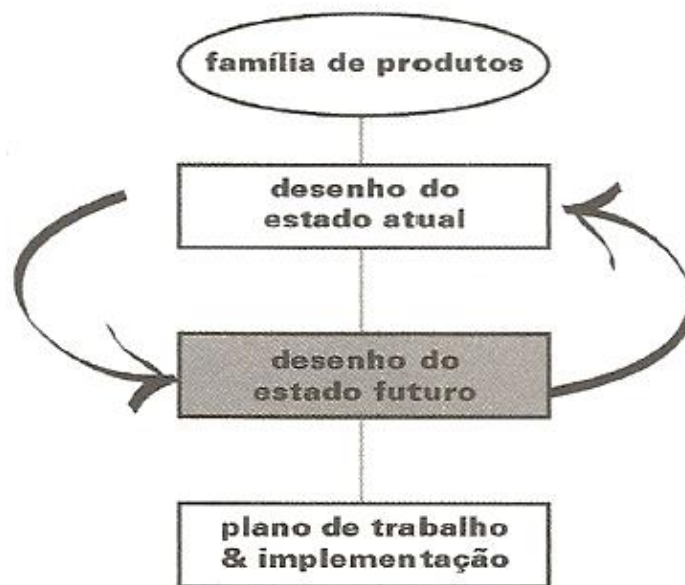 família de produtos
desenho do
estado atual
desenho do
estado futuro
plano de trabalho
& implementação